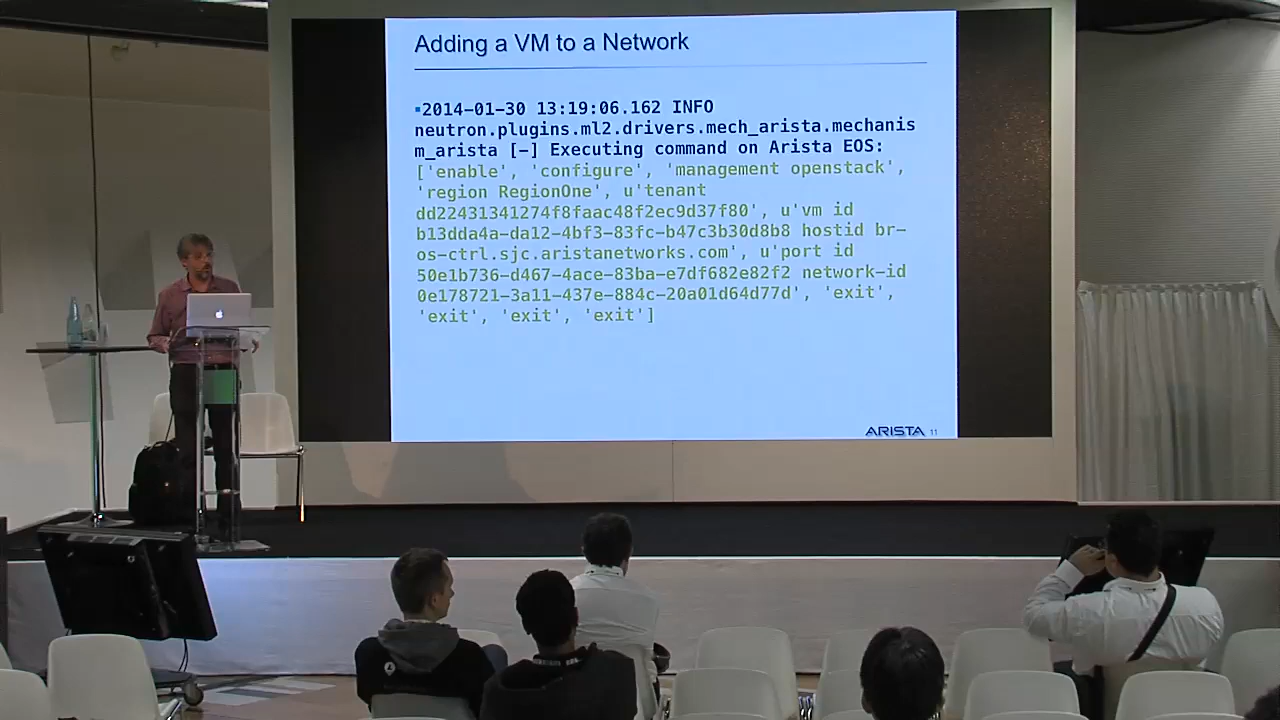 Adding a VM to a Network
▪2014-01-30 13:19:06.162 INFO
neutron.plugins.ml2.drivers.mech_arista.mechanis
m_arista [-] Executing command on Arista EOS:
['enable', 'configure', 'management openstack',
'region RegionOne', u'tenant
dd22431341274f8faac48f2ec9d37f80', u'vm id
b13dda4a-da12-4bf3-83fc-b47c3b30d8b8 hostid br-
os-ctrl.sjc.aristanetworks.com', u'port id
50e1b736-d467-4ace-83ba-e7df682e82f2 network-id
0e178721-3a11-437e-884c-20a01d64d77d', 'exit',
'exit', 'exit', 'exit']
ARISTA 11